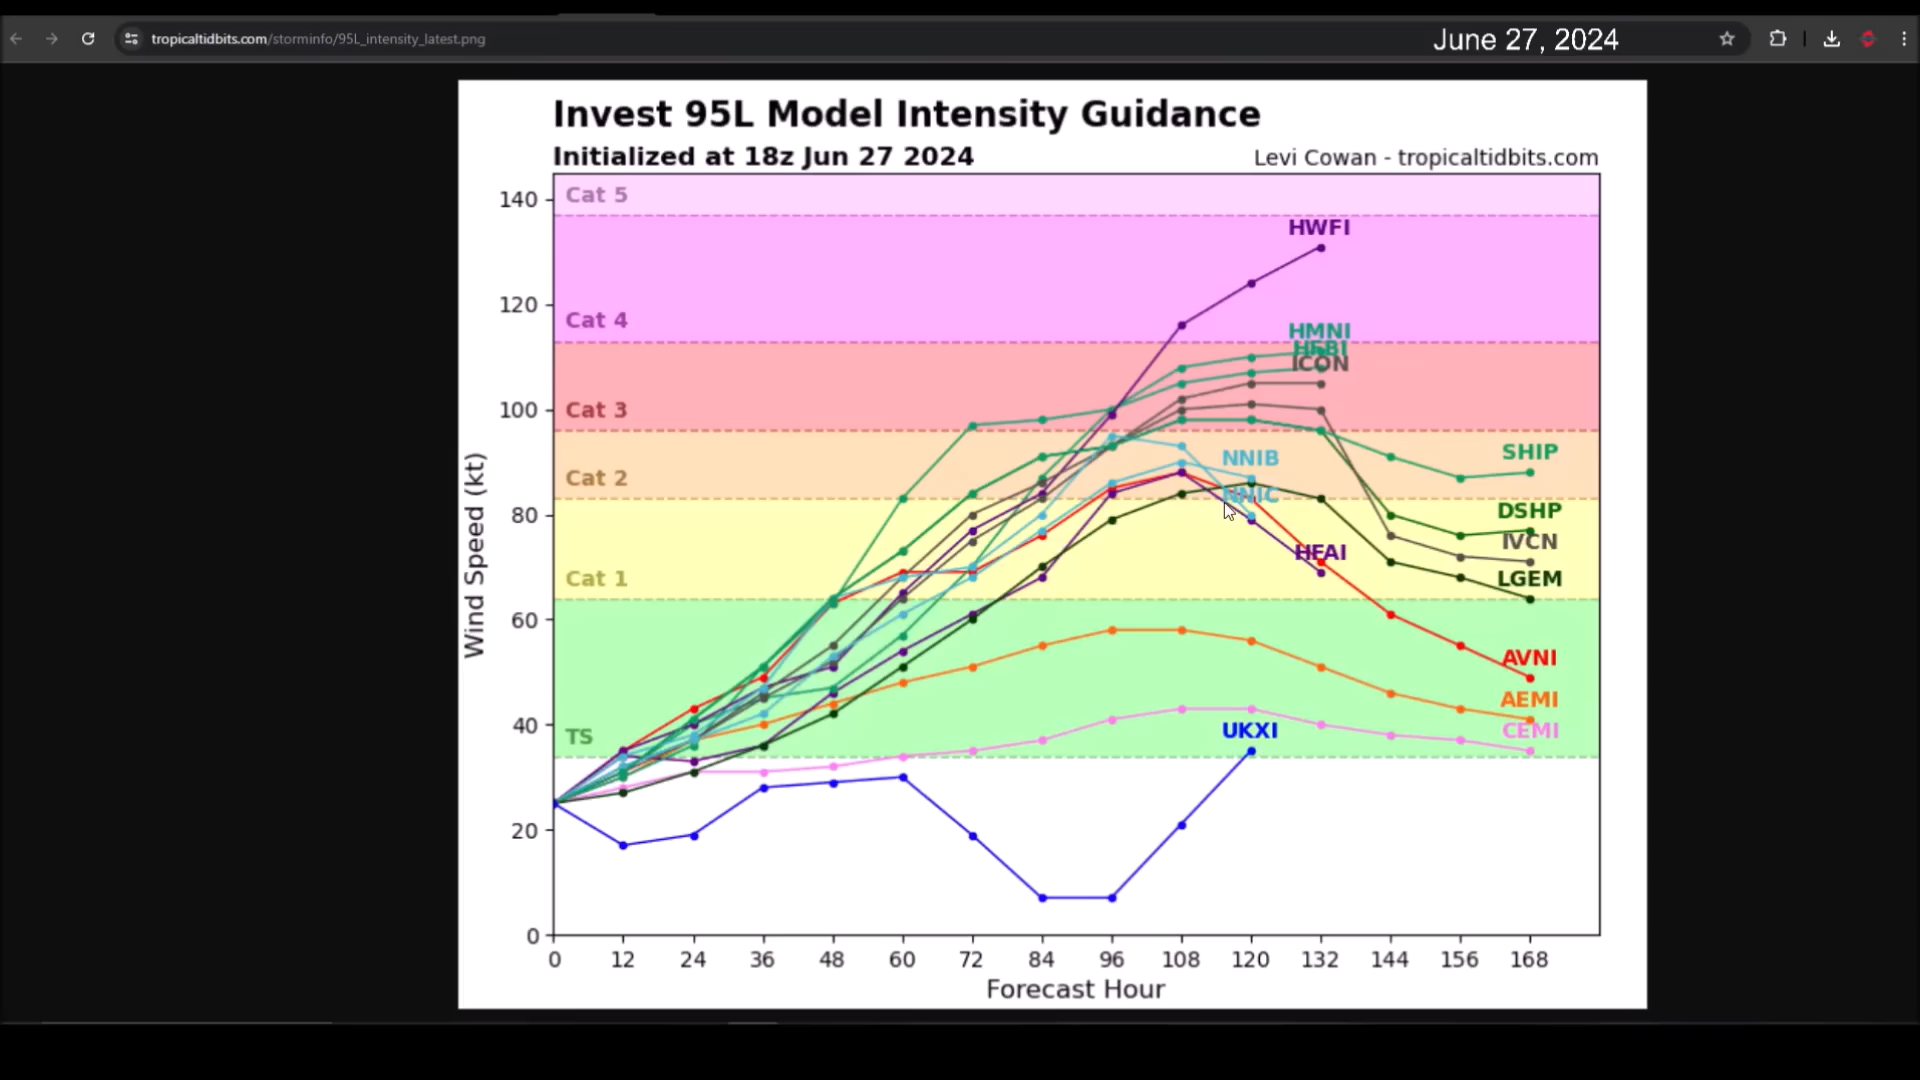 tropicaltidbits.com/storminfo/95L_intensity_latest.png
June 27, 2024
Invest 95L Model Intensity Guidance
Initialized at 18z Jun 27 2024
Levi Cowan - tropicaltidbits.com
Wind Speed (kt)
140
120
100
80
60
40
20
0
Cat 5
Cat 4
Cat 3
Cat 2
Cat 1
TS
HWFI
HMNI
HFBI
ICON
SHIP
NNIB
NNIC
DSHP
IVCN
HFAI
LGEM
AVNI
AEMI
UKXI
CEMI
0 12 24 36 48 60 72 84 96 108 120 132 144 156 168
Forecast Hour